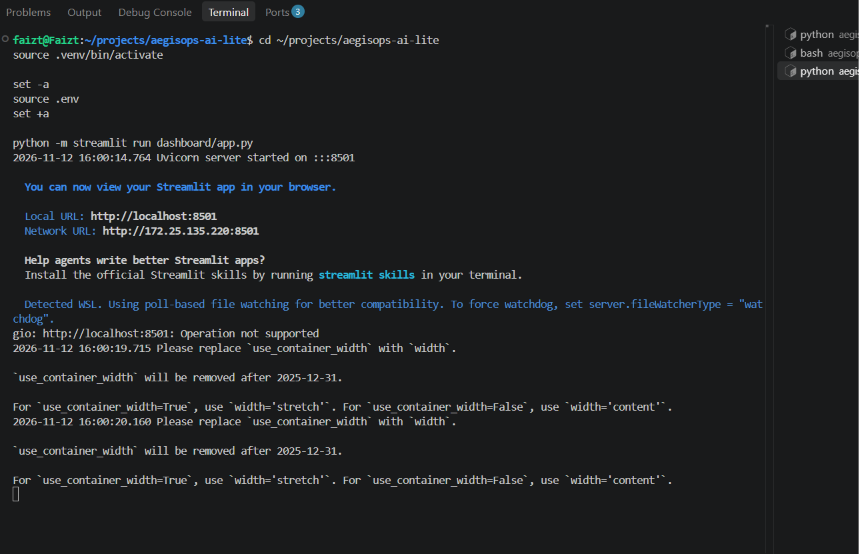 Problems Output Debug Console Terminal Ports 3
faizt@Faizt:~/projects/aegisops-ai-lite$ cd ~/projects/aegisops-ai-lite
source .venv/bin/activate
set -a
source .env
set +a
python -m streamlit run dashboard/app.py
2026-11-12 16:00:14.764 Uvicorn server started on :::8501
You can now view your Streamlit app in your browser.
Local URL: http://localhost:8501
Network URL: http://172.25.135.220:8501
Help agents write better Streamlit apps?
Install the official Streamlit skills by running streamlit skills in your terminal.
Detected WSL. Using poll-based file watching for better compatibility. To force watchdog, set server.fileWatcherType = "wat
chdog".
gio: http://localhost:8501: Operation not supported
2026-11-12 16:00:19.715 Please replace `use_container_width` with `width`.
`use_container_width` will be removed after 2025-12-31.
For `use_container_width=True`, use `width='stretch'`. For `use_container_width=False`, use `width='content'`.
2026-11-12 16:00:20.160 Please replace `use_container_width` with `width`.
`use_container_width` will be removed after 2025-12-31.
For `use_container_width=True`, use `width='stretch'`. For `use_container_width=False`, use `width='content'`.
python aegis
bash aegisop
python aegis